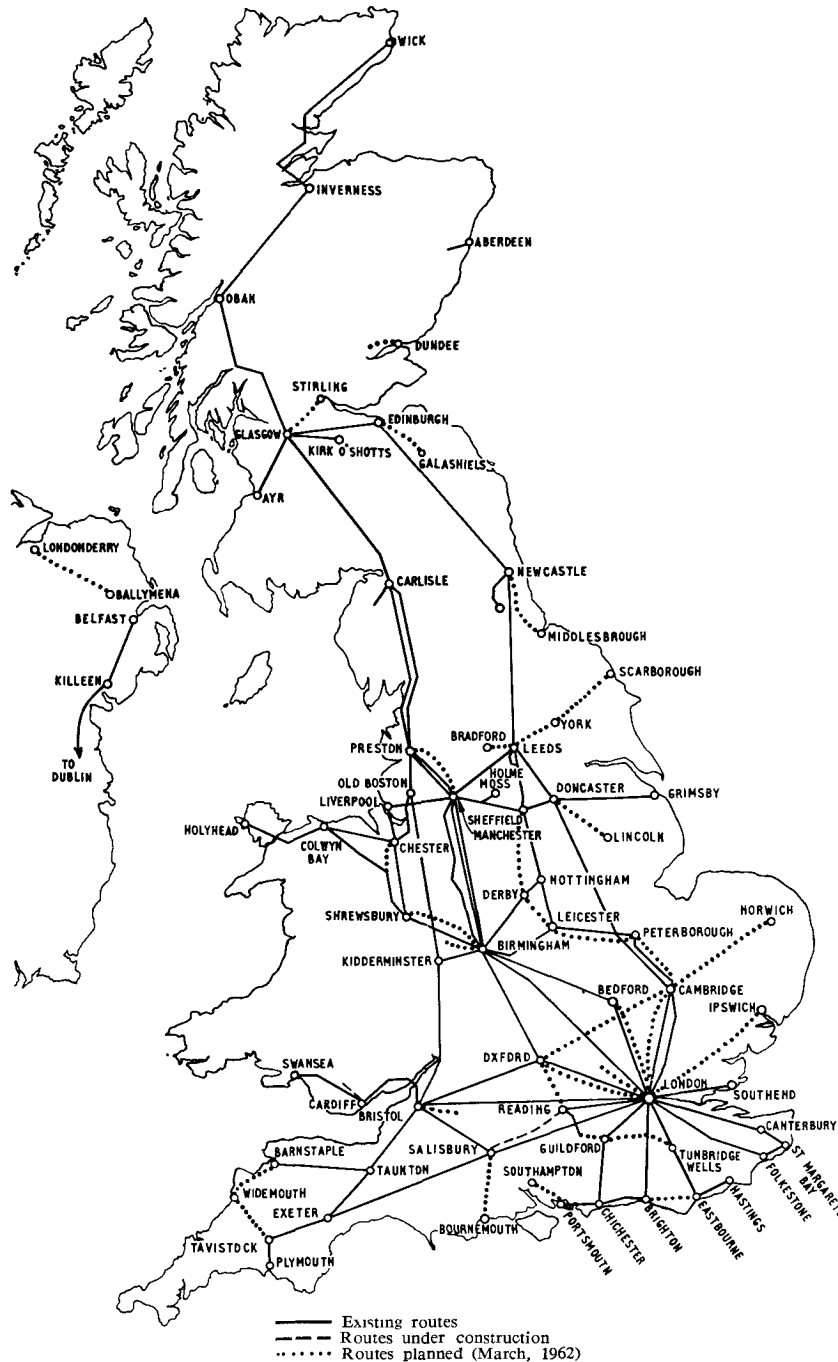 WICK
INVERNESS
ABERDEEN
OBAN
DUNDEE
STIRLING
EDINBURGH
GLASGOW
KIRK O'SHOTTS
GALASHIELS
AYR
LONDONDERRY
NEWCASTLE
CARLISLE
BALLYMENA
BELFAST
MIDDLESBROUGH
SCARBOROUGH
KILLEEN
YORK
BRADFORD
LEEDS
PRESTON
TO
DUBLIN
HOLME
MOSS
OLD BOSTON
DONCASTER
GRIMSBY
LIVERPOOL
SHEFFIELD
MANCHESTER
HOLYHEAD
LINCOLN
COLWYN
BAY
CHESTER
NOTTINGHAM
DERBY
SHREWSBURY
LEICESTER
PETERBOROUGH
NORWICH
BIRMINGHAM
KIDDERMINSTER
BEDFORD
CAMBRIDGE
IPSWICH
OXFORD
SWANSEA
LONDON
SOUTHEND
CARDIFF
BRISTOL
READING
CANTERBURY
BARNSTAPLE
SALISBURY
GUILDFORD
TUNBRIDGE
WELLS
ST MARGARETS
BAY
FOLKESTONE
TAUNTON
SOUTHAMPTON
HASTINGS
WIDEMOUTH
EXETER
BOURNEMOUTH
PORTSMOUTH
CHICHESTER
BRIGHTON
EASTBOURNE
TAVISTOCK
PLYMOUTH
Existing routes
Routes under construction
Routes planned (March, 1962)